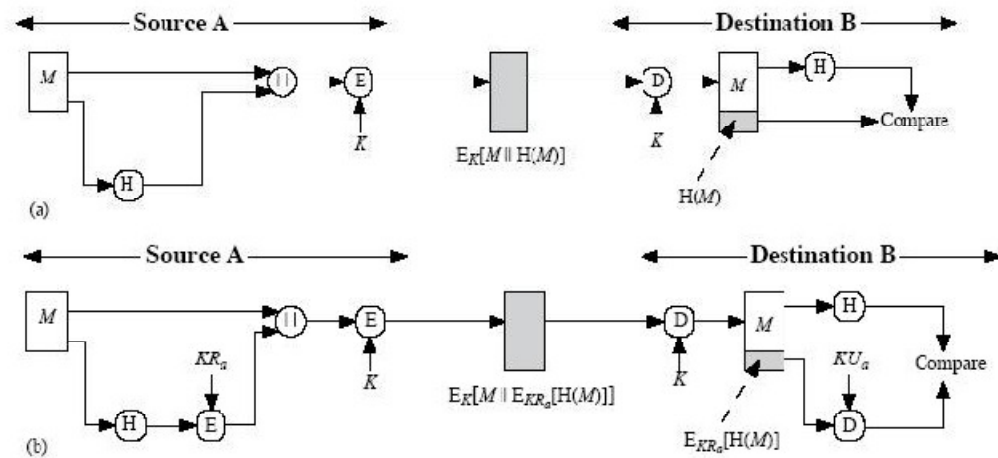 Source A
Destination B
M
H
||
E
K
E_K[M || H(M)]
D
K
M
H
Compare
H(M)
(a)
Source A
Destination B
M
H
KR_a
E
||
E
K
E_K[M || E_KR_a[H(M)]]
D
K
M
H
KU_a
D
Compare
E_KR_a[H(M)]
(b)